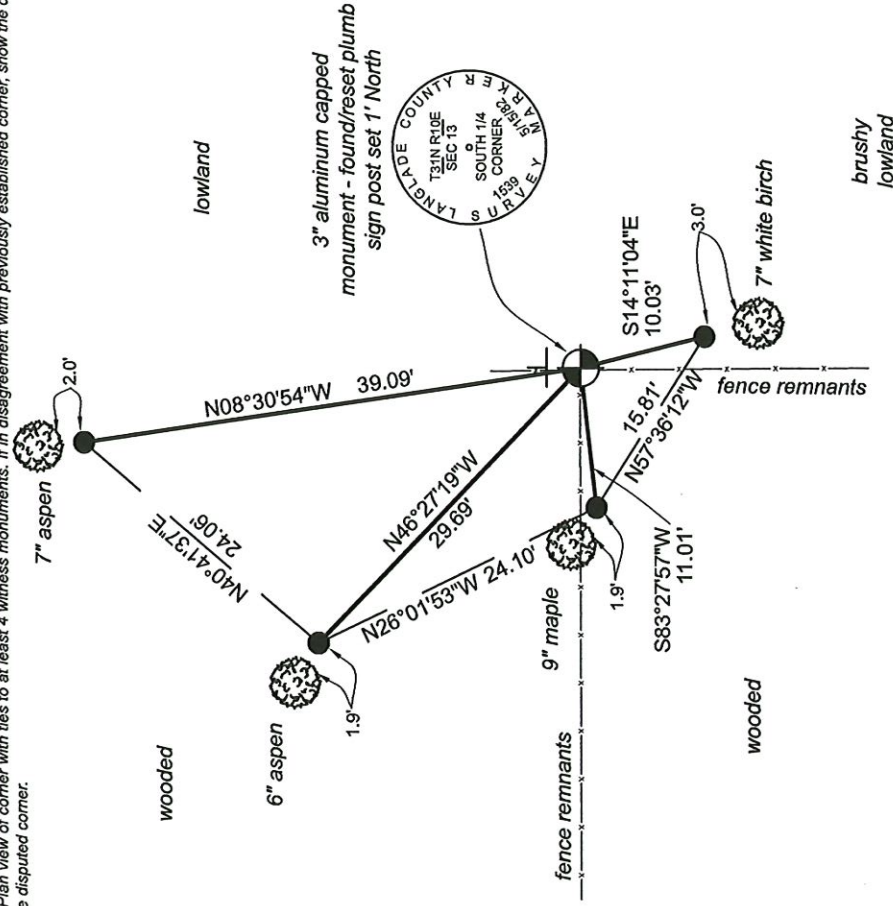 Plan view of corner with ties to at least 4 witness monuments. If in disagreement with previously established corner, show the
e disputed corner.
lowland
3" aluminum capped
monument - found/reset plumb
sign post set 1' North
LANGLADE COUNTY
SURVEY MARKER
T31N R10E
SEC 13
SOUTH 1/4
CORNER
1539
5/15/82
7" aspen
2.0'
N08°30'54"W 39.09'
N40°41'37"E
24.06'
N46°27'19"W
29.69'
N26°01'53"W 24.10'
6" aspen
1.9'
wooded
9" maple
1.9'
S83°27'57"W
11.01'
S14°11'04"E
10.03'
15.81'
N57°36'12"W
3.0'
7" white birch
fence remnants
fence remnants
wooded
brushy
lowland